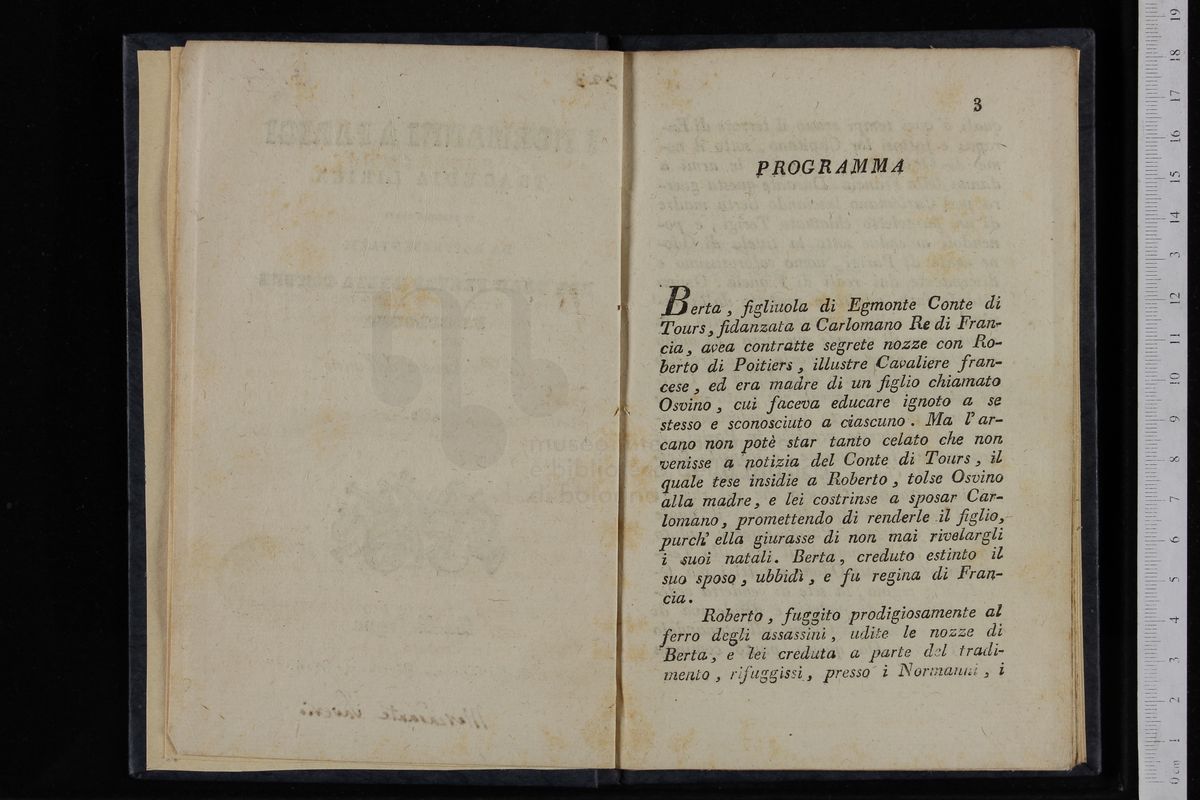 3
PROGRAMMA
Berta, figliuola di Egmonte Conte di
Tours, fidanzata a Carlomano Re di Fran-
cia, avea contratte segrete nozze con Ro-
berto di Poitiers, illustre Cavaliere fran-
cese, ed era madre di un figlio chiamato
Osvino, cui faceva educare ignoto a se
stesso e sconosciuto a ciascuno. Ma l'ar-
cano non potè star tanto celato che non
venisse a notizia del Conte di Tours, il
quale tese insidie a Roberto, tolse Osvino
alla madre, e lei costrinse a sposar Car-
lomano, promettendo di renderle il figlio,
purch' ella giurasse di non mai rivelargli
i suoi natali. Berta, creduto estinto il
suo sposo, ubbidì, e fu regina di Fran-
cia.
Roberto, fuggito prodigiosamente al
ferro degli assassini, udite le nozze di
Berta, e lei creduta a parte del tradi-
mento, rifuggissi, presso i Normanni, i